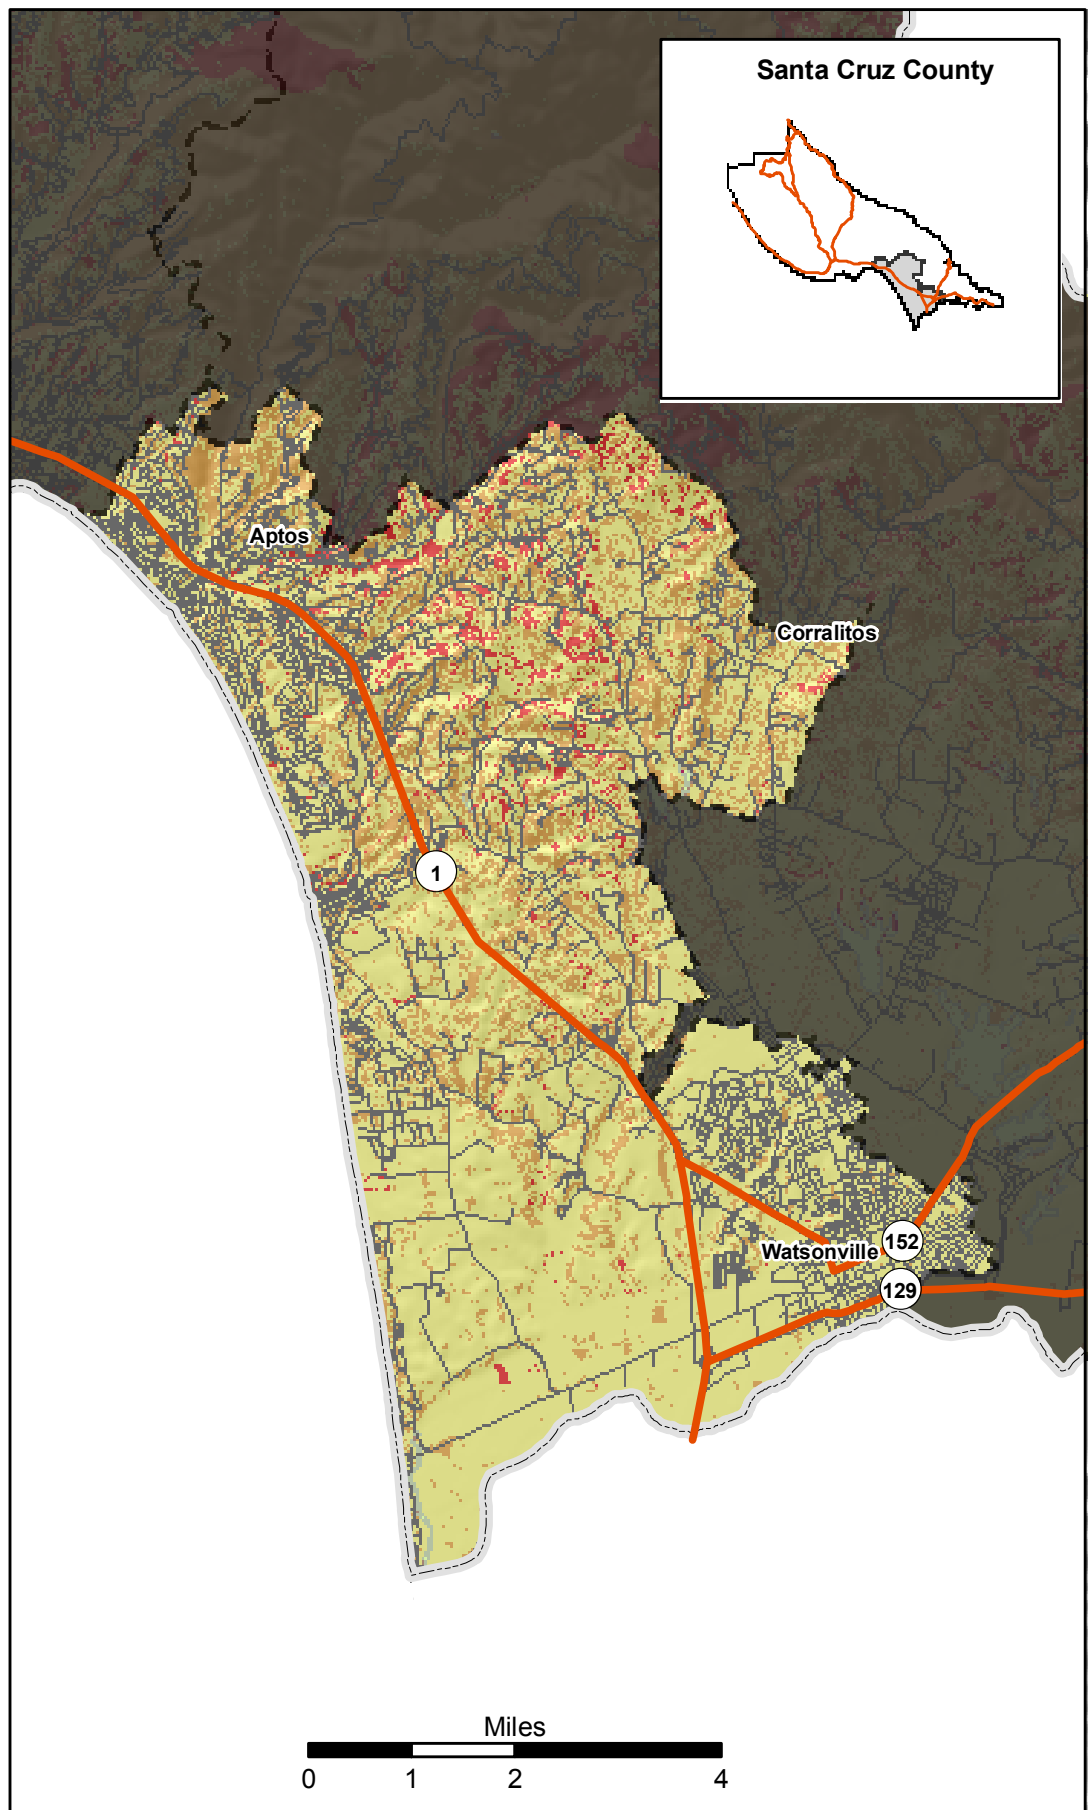 Santa Cruz County
Aptos
Corralitos
1
152
Watsonville
129
Miles
0 1 2 4